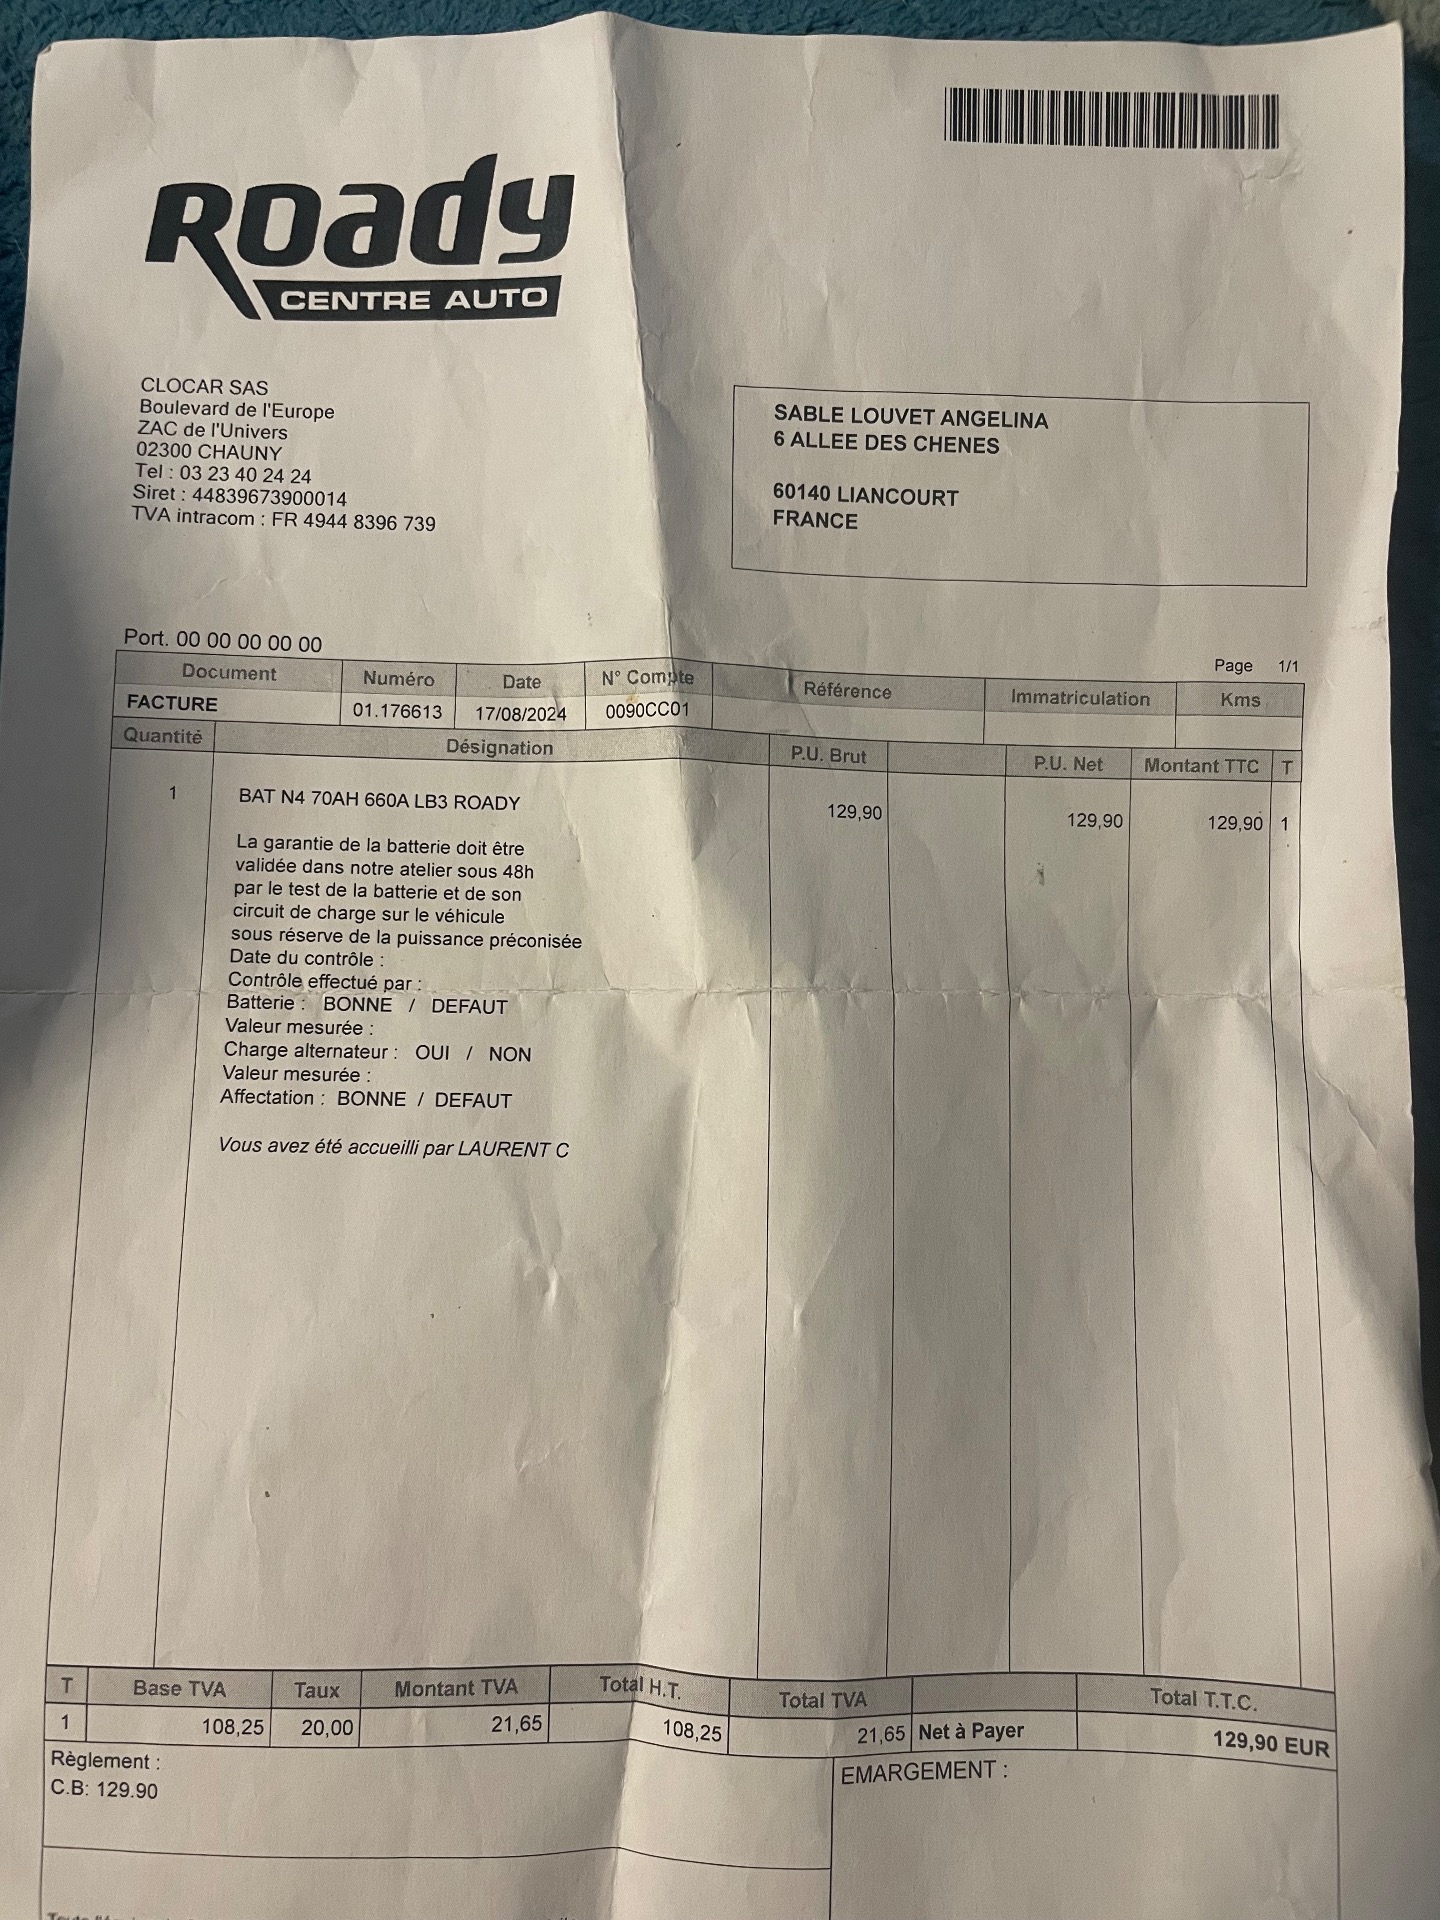 Roady
CENTRE AUTO
CLOCAR SAS
Boulevard de l'Europe
ZAC de l'Univers
02300 CHAUNY
Tel : 03 23 40 24 24
Siret : 44839673900014
TVA intracom : FR 4944 8396 739
SABLE LOUVET ANGELINA
6 ALLEE DES CHENES
60140 LIANCOURT
FRANCE
Port. 00 00 00 00 00
Page 1/1
Document Numéro Date N° Compte Référence Immatriculation Kms
FACTURE 01.176613 17/08/2024 0090CC01
Quantité Désignation P.U. Brut P.U. Net Montant TTC T
1 BAT N4 70AH 660A LB3 ROADY 129,90 129,90 129,90 1
La garantie de la batterie doit être
validée dans notre atelier sous 48h
par le test de la batterie et de son
circuit de charge sur le véhicule
sous réserve de la puissance préconisée
Date du contrôle :
Contrôle effectué par :
Batterie : BONNE / DEFAUT
Valeur mesurée :
Charge alternateur : OUI / NON
Valeur mesurée :
Affectation : BONNE / DEFAUT
Vous avez été accueilli par LAURENT C
T Base TVA Taux Montant TVA Total H.T. Total TVA Total T.T.C.
1 108,25 20,00 21,65 108,25 21,65 Net à Payer 129,90 EUR
Règlement :
C.B: 129.90
EMARGEMENT :